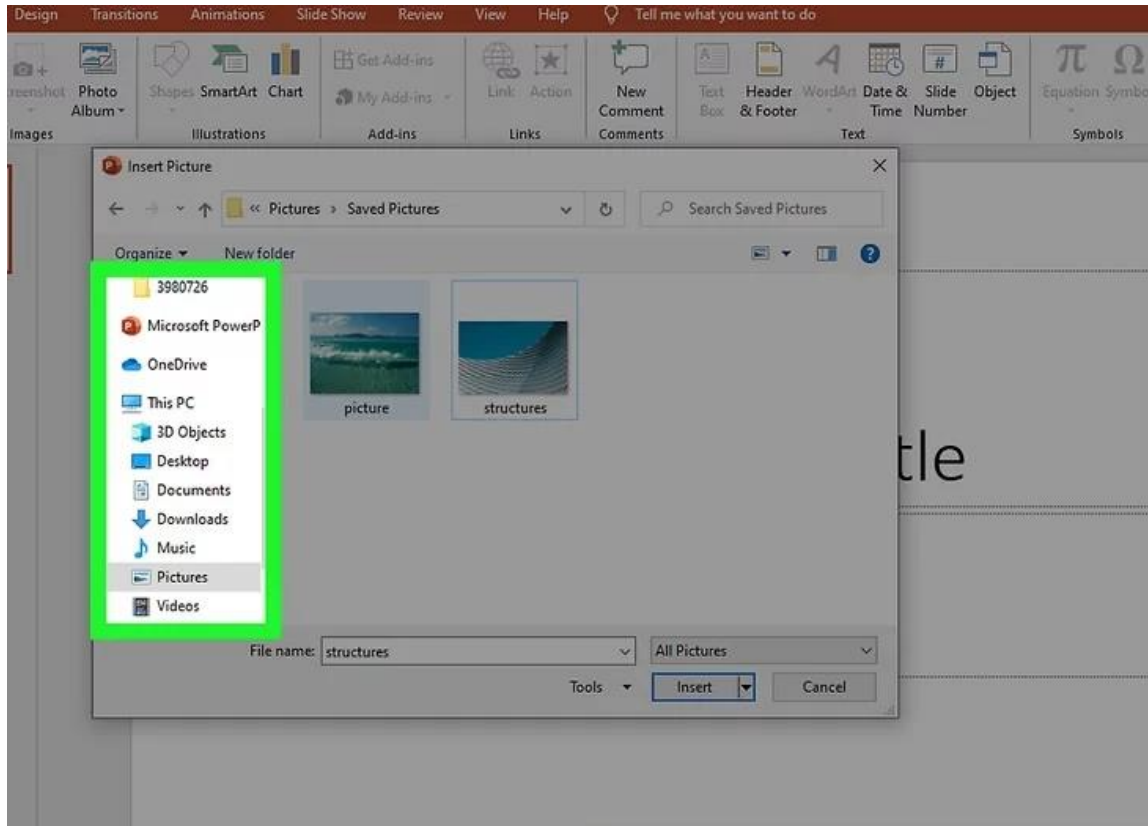 Design Transitions Animations Slide Show Review View Help Tell me what you want to do
Photo Album
Shapes SmartArt Chart
Get Add-ins
My Add-ins
Link Action
New Comment
Text Box
Header & Footer
WordArt
Date & Time
Slide Number
Object
Equation
Images Illustrations Add-ins Links Comments Text Symbols
Insert Picture
« Pictures › Saved Pictures
Search Saved Pictures
Organize New folder
3980726
Microsoft PowerP
OneDrive
This PC
3D Objects
Desktop
Documents
Downloads
Music
Pictures
Videos
picture structures
tle
File name: structures All Pictures
Tools Insert Cancel